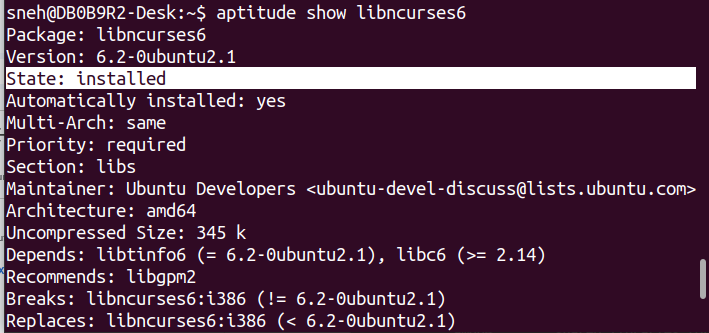 sneh@DB0B9R2-Desk:~$ aptitude show libncurses6
Package: libncurses6
Version: 6.2-0ubuntu2.1
State: installed
Automatically installed: yes
Multi-Arch: same
Priority: required
Section: libs
Maintainer: Ubuntu Developers <ubuntu-devel-discuss@lists.ubuntu.com>
Architecture: amd64
Uncompressed Size: 345 k
Depends: libtinfo6 (= 6.2-0ubuntu2.1), libc6 (>= 2.14)
Recommends: libgpm2
Breaks: libncurses6:i386 (!= 6.2-0ubuntu2.1)
Replaces: libncurses6:i386 (< 6.2-0ubuntu2.1)